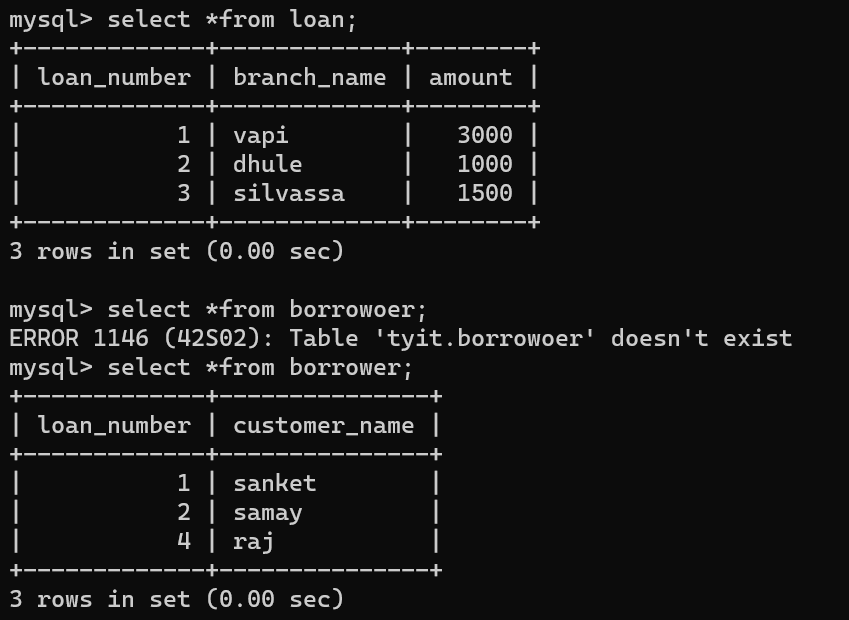 mysql> select *from loan;
+-------------+-------------+--------+
| loan_number | branch_name | amount |
+-------------+-------------+--------+
|           1 | vapi        |   3000 |
|           2 | dhule       |   1000 |
|           3 | silvassa    |   1500 |
+-------------+-------------+--------+
3 rows in set (0.00 sec)

mysql> select *from borrowoer;
ERROR 1146 (42S02): Table 'tyit.borrowoer' doesn't exist
mysql> select *from borrower;
+-------------+---------------+
| loan_number | customer_name |
+-------------+---------------+
|           1 | sanket        |
|           2 | samay         |
|           4 | raj           |
+-------------+---------------+
3 rows in set (0.00 sec)